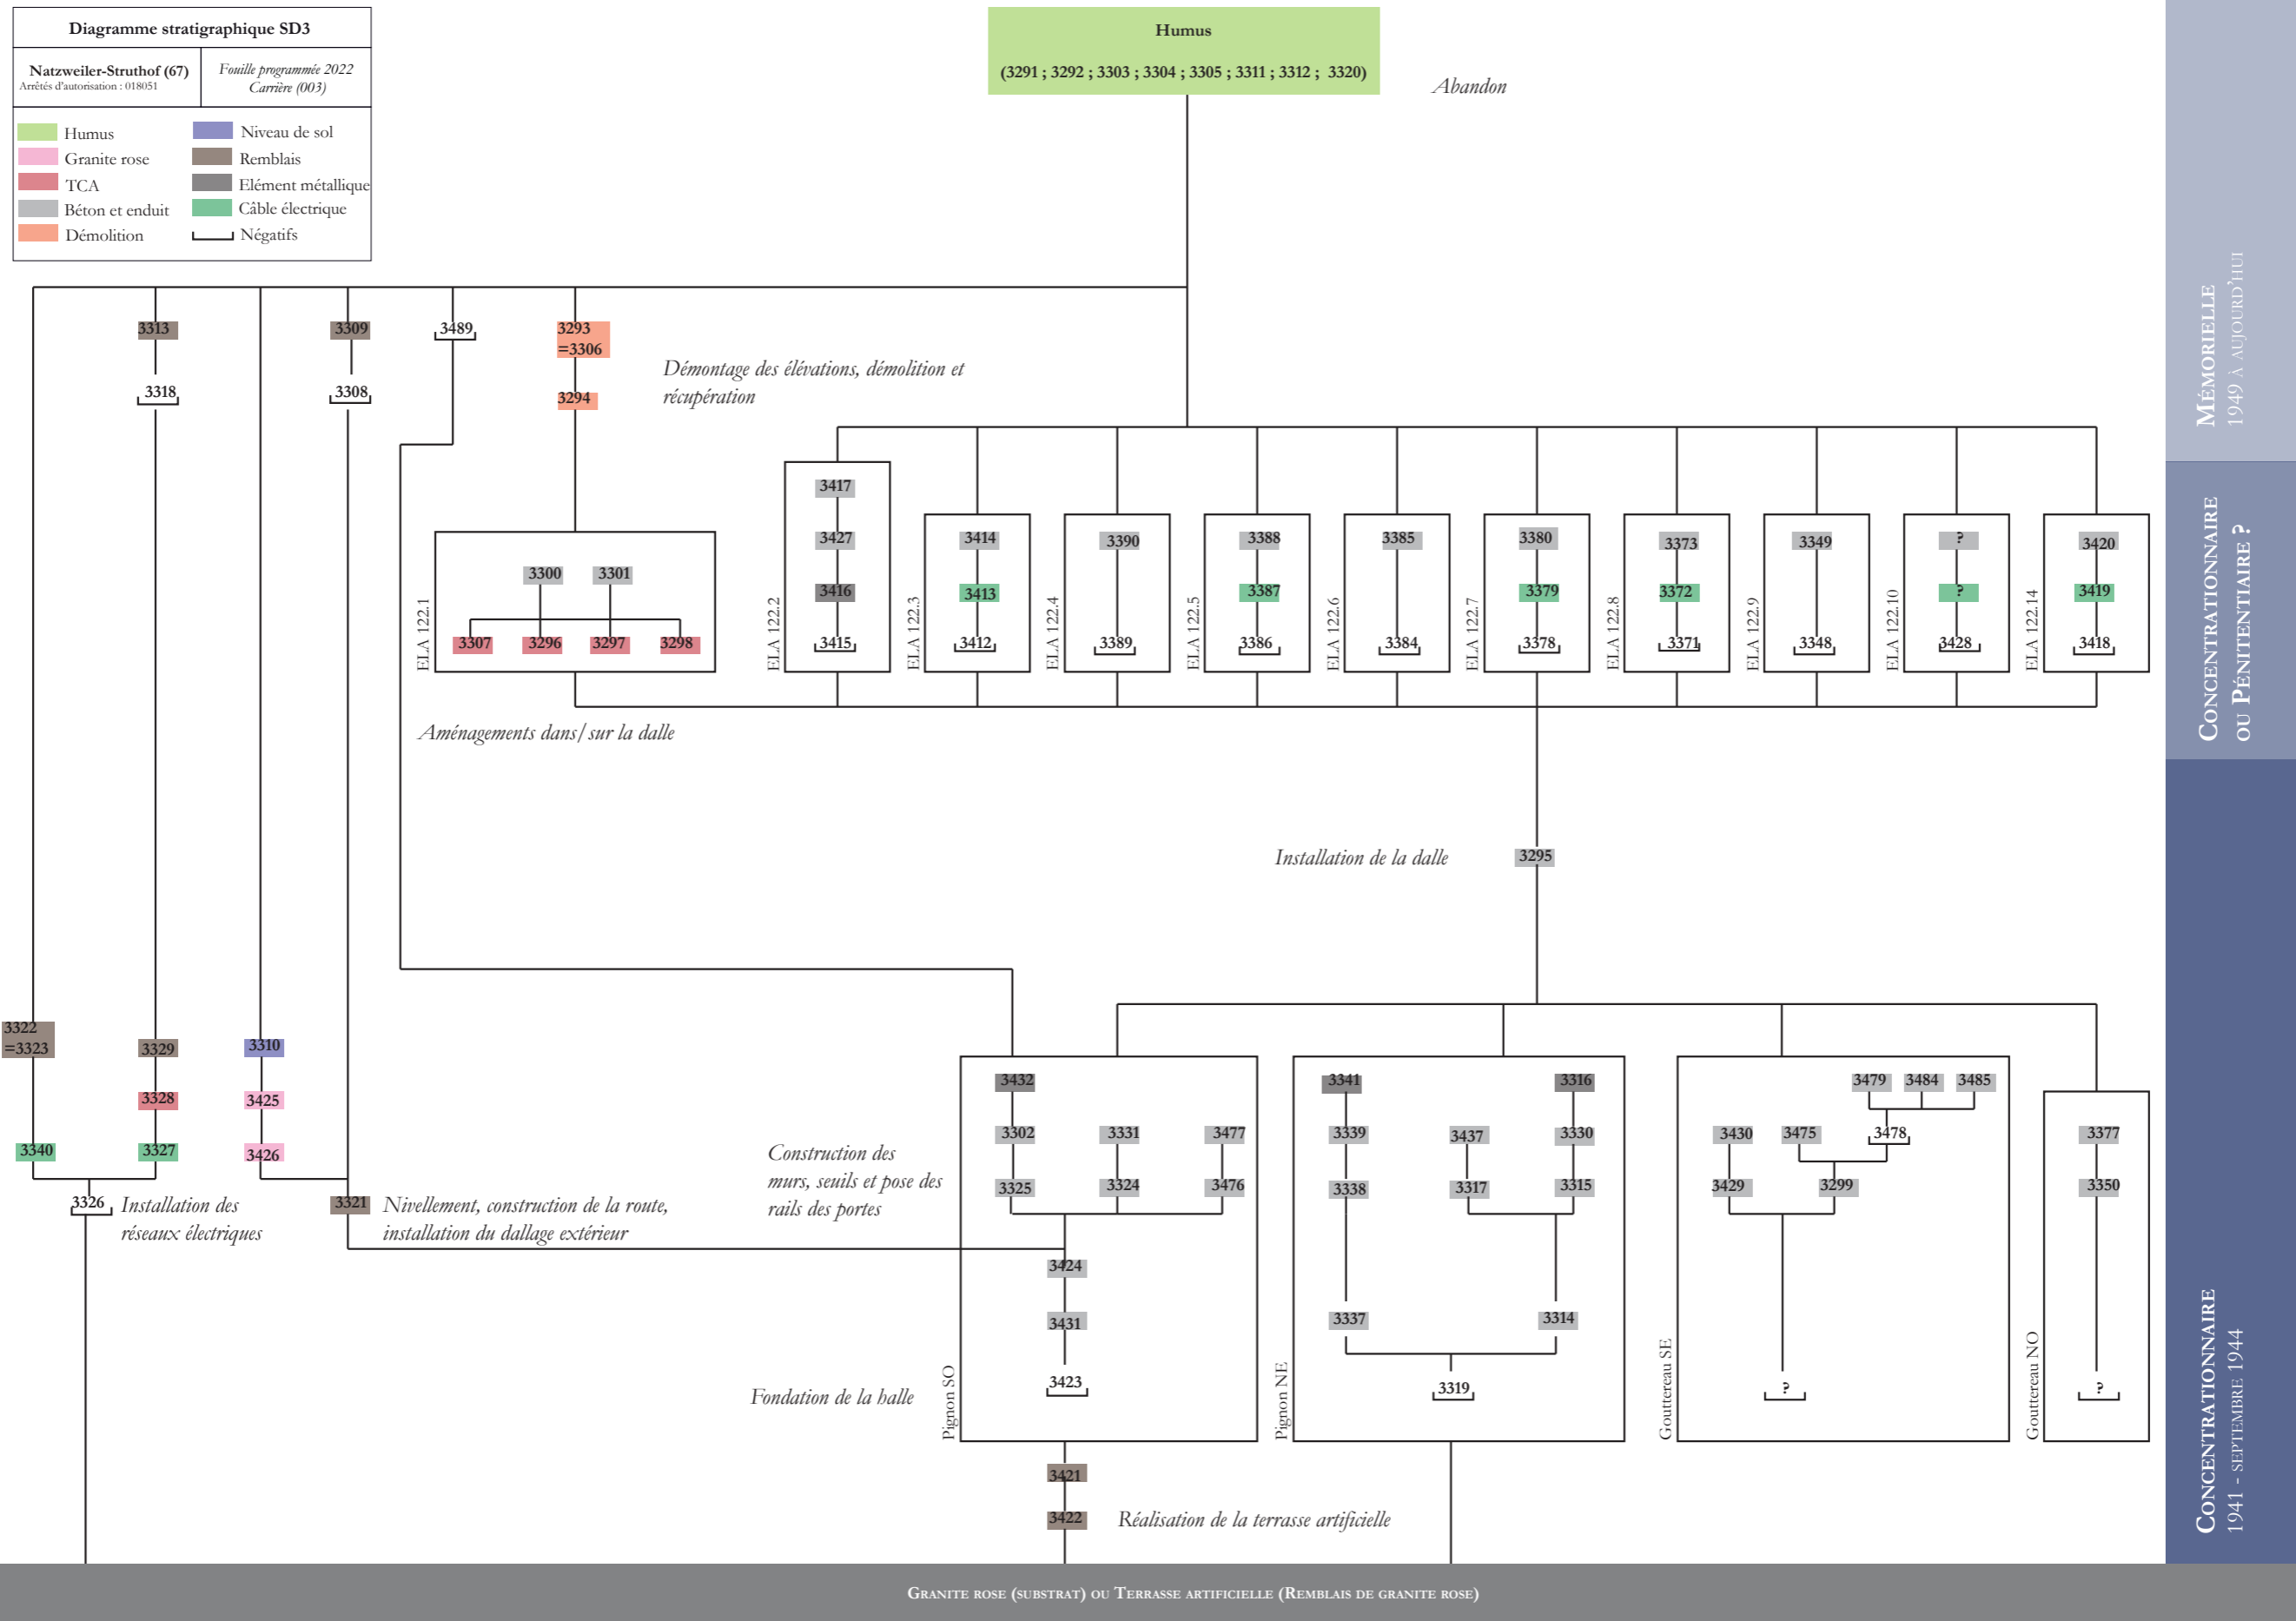 Diagramme stratigraphique SD3
Natzweiler-Struthof (67)
Arrêtés d'autorisation : 018051
Fouille programmée 2022
Carrière (003)
Humus
Granite rose
TCA
Béton et enduit
Démolition
Niveau de sol
Remblais
Elément métallique
Câble électrique
Négatifs
Humus
(3291 ; 3292 ; 3303 ; 3304 ; 3305 ; 3311 ; 3312 ; 3320)
Abandon
3313
3309
3489
3293
=3306
3318
3308
3294
Démontage des élévations, démolition et
récupération
ELA 122.1
3300
3301
3307
3296
3297
3298
ELA 122.2
3417
3427
3416
3415
ELA 122.3
3414
3413
3412
ELA 122.4
3390
3389
ELA 122.5
3388
3387
3386
ELA 122.6
3385
3384
ELA 122.7
3380
3379
3378
ELA 122.8
3373
3372
3371
ELA 122.9
3349
3348
ELA 122.10
?
?
3428
ELA 122.14
3420
3419
3418
Aménagements dans/sur la dalle
Installation de la dalle
3295
3322
=3323
3340
3329
3328
3327
3326
Installation des
réseaux électriques
3310
3425
3426
3321
Nivellement, construction de la route,
installation du dallage extérieur
Construction des
murs, seuils et pose des
rails des portes
Fondation de la halle
Pignon SO
3432
3302
3331
3477
3325
3324
3476
3424
3431
3423
Pignon NE
3341
3316
3339
3437
3330
3338
3317
3315
3337
3314
3319
Gouttereau SE
3479
3484
3485
3430
3475
3478
3429
3299
?
Gouttereau NO
3377
3350
?
3421
3422
Réalisation de la terrasse artificielle
Granite rose (substrat) ou Terrasse artificielle (Remblais de granite rose)
Mémorielle
1949 à aujourd'hui
Concentrationnaire
ou Pénitentiaire ?
Concentrationnaire
1941 - septembre 1944